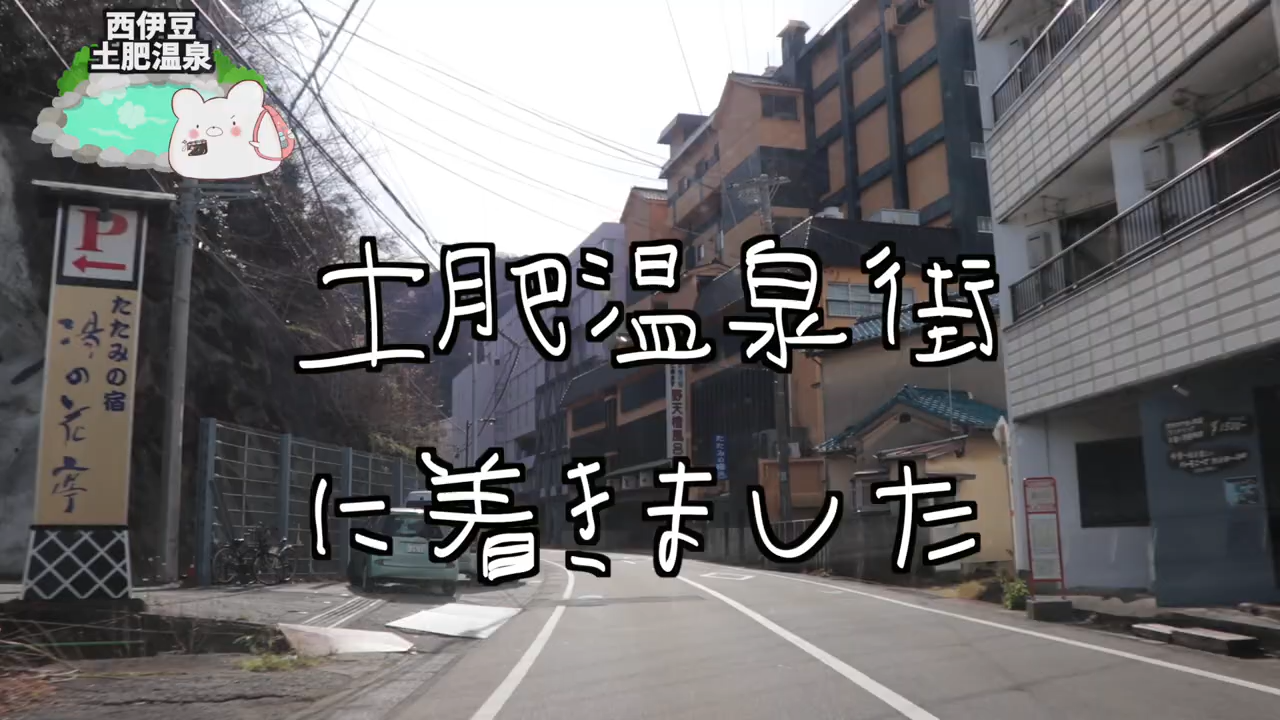 西伊豆
土肥温泉
P
たたみの宿
湯の花亭
土肥温泉街
に着きました
野天檜風呂